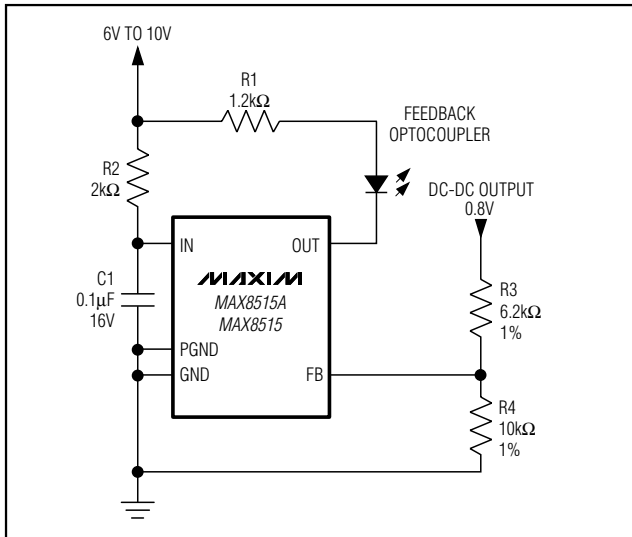 6V TO 10V
R1
1.2kΩ
FEEDBACK
OPTOCOUPLER
R2
2kΩ
DC-DC OUTPUT
0.8V
IN
OUT
C1
0.1µF
16V
MAXIM
MAX8515A
MAX8515
R3
6.2kΩ
1%
PGND
GND
FB
R4
10kΩ
1%